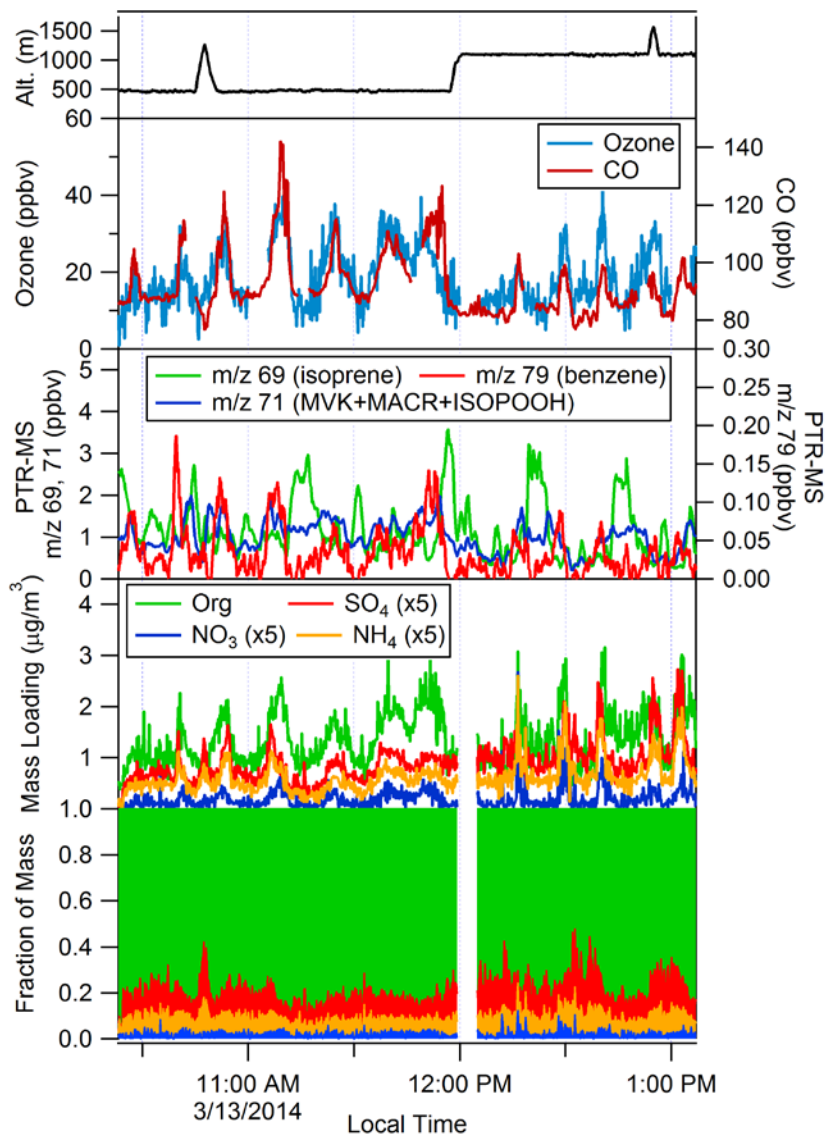 1500
1000
500
Alt. (m)
60
40
20
0
Ozone (ppbv)
Ozone
CO
140
120
100
80
CO (ppbv)
5
4
3
2
1
0
PTR-MS
m/z 69, 71 (ppbv)
m/z 69 (isoprene)
m/z 79 (benzene)
m/z 71 (MVK+MACR+ISOPOOH)
0.30
0.25
0.20
0.15
0.10
0.05
0.00
PTR-MS
m/z 79 (ppbv)
4
3
2
1
Mass Loading (μg/m³)
Org
SO₄ (x5)
NO₃ (x5)
NH₄ (x5)
1.0
0.8
0.6
0.4
0.2
0.0
Fraction of Mass
11:00 AM
12:00 PM
1:00 PM
3/13/2014
Local Time